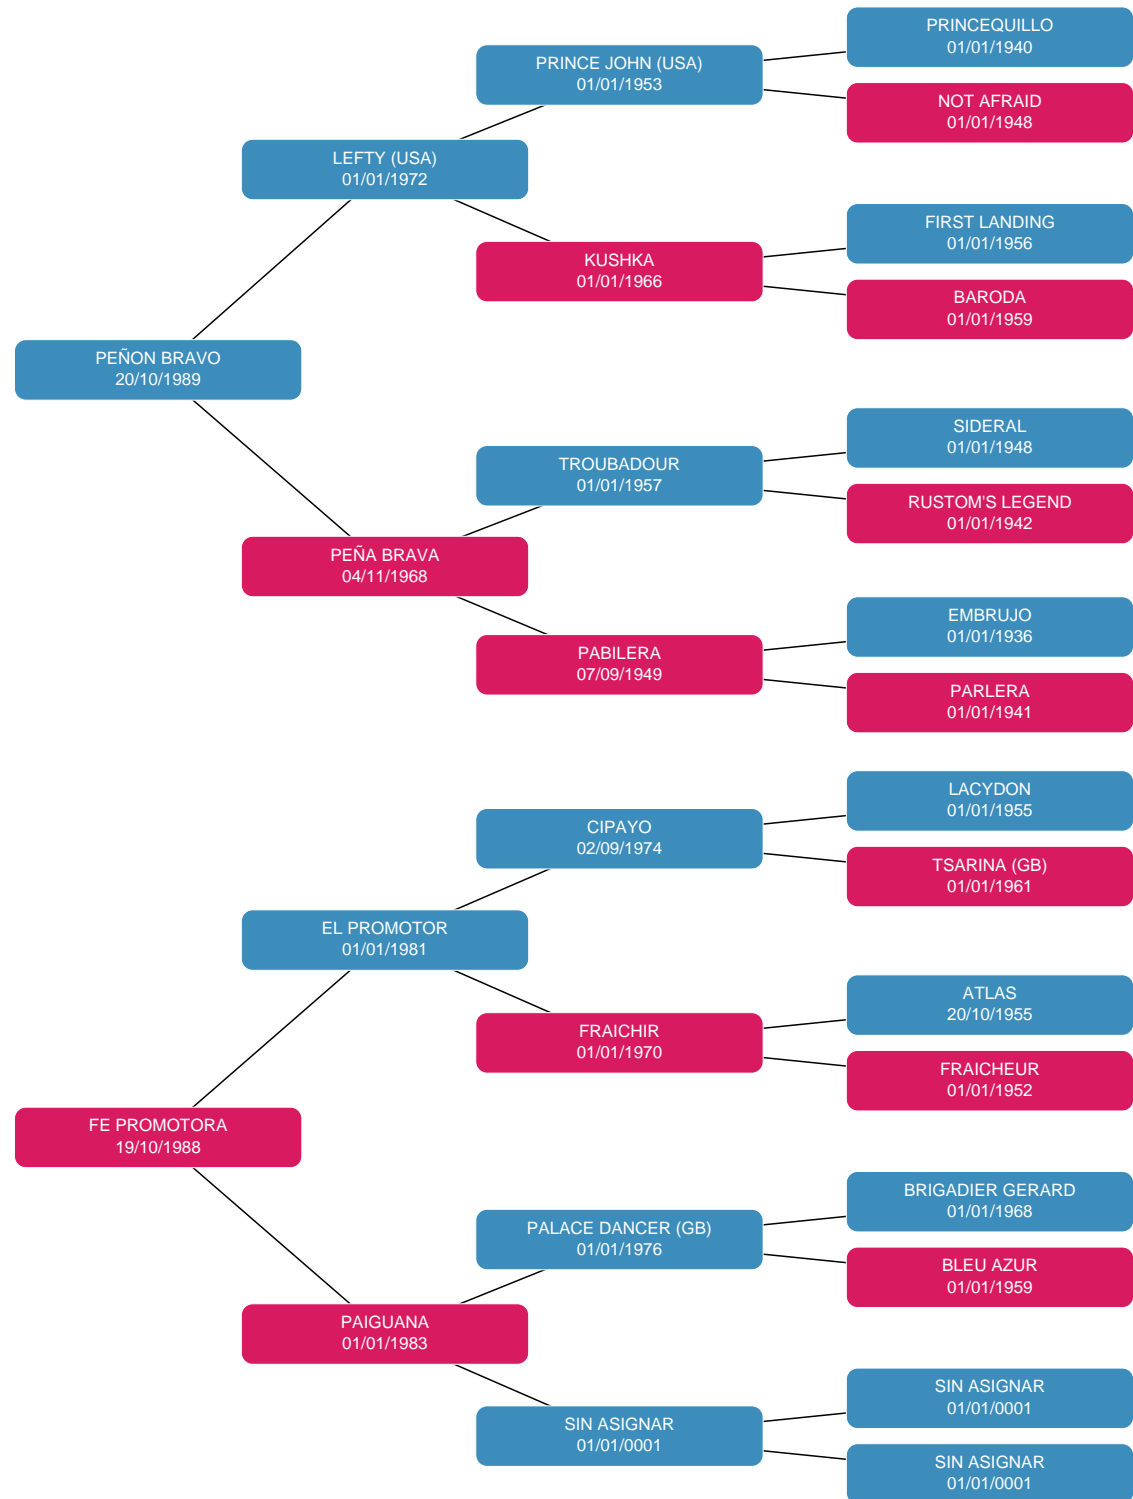 PRINCEQUILLO
01/01/1940
PRINCE JOHN (USA)
01/01/1953
NOT AFRAID
01/01/1948
LEFTY (USA)
01/01/1972
FIRST LANDING
01/01/1956
KUSHKA
01/01/1966
BARODA
01/01/1959
PEÑON BRAVO
20/10/1989
SIDERAL
01/01/1948
TROUBADOUR
01/01/1957
RUSTOM'S LEGEND
01/01/1942
PEÑA BRAVA
04/11/1968
EMBRUJO
01/01/1936
PABILERA
07/09/1949
PARLERA
01/01/1941
LACYDON
01/01/1955
CIPAYO
02/09/1974
TSARINA (GB)
01/01/1961
EL PROMOTOR
01/01/1981
ATLAS
20/10/1955
FRAICHIR
01/01/1970
FRAICHEUR
01/01/1952
FE PROMOTORA
19/10/1988
BRIGADIER GERARD
01/01/1968
PALACE DANCER (GB)
01/01/1976
BLEU AZUR
01/01/1959
PAIGUANA
01/01/1983
SIN ASIGNAR
01/01/0001
SIN ASIGNAR
01/01/0001
SIN ASIGNAR
01/01/0001